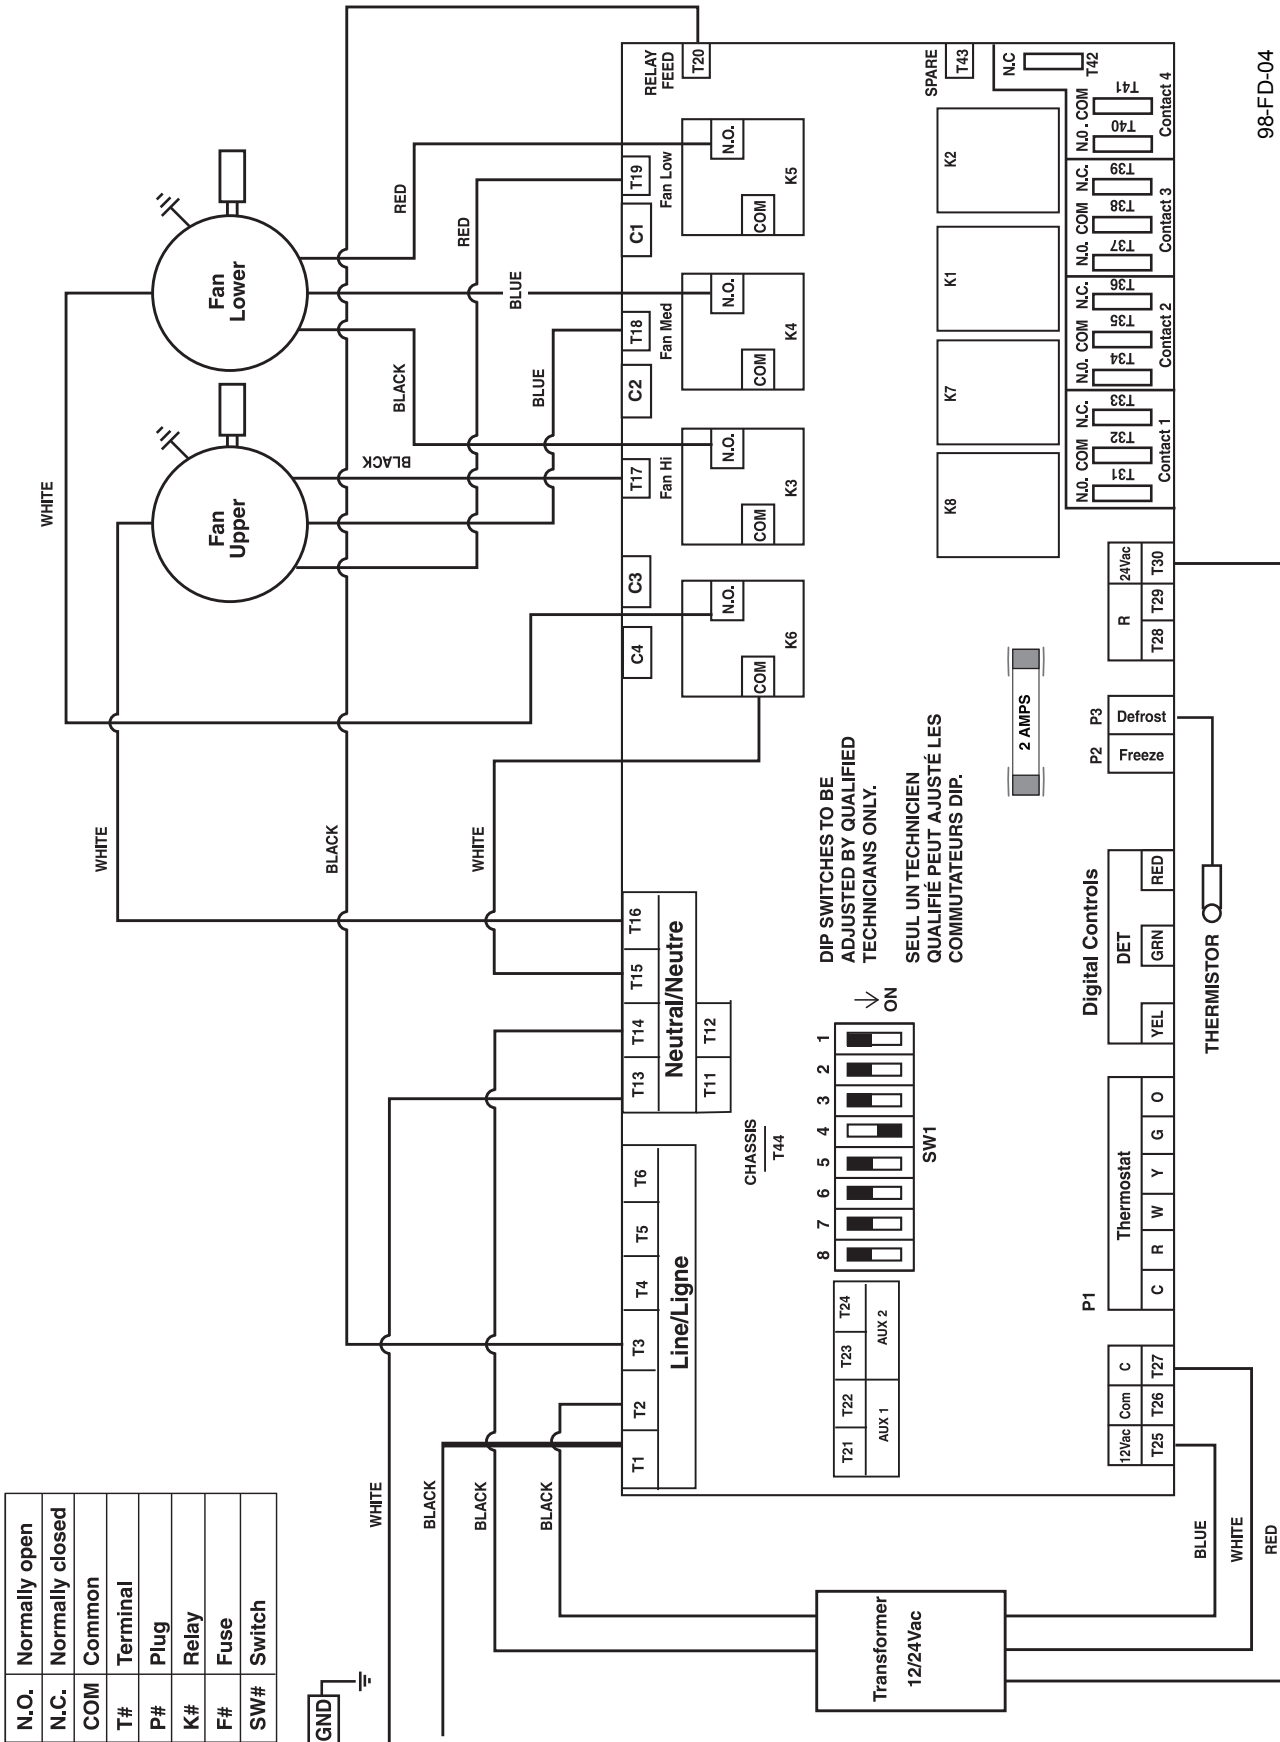 N.O. Normally open
N.C. Normally closed
COM Common
T# Terminal
P# Plug
K# Relay
F# Fuse
SW# Switch
GND
WHITE
WHITE
Fan
Upper
Fan
Lower
BLACK
BLACK
RED
RED
BLUE
BLUE
WHITE
BLACK
WHITE
BLACK
BLACK
BLACK
T1
T2
T3
T4
T5
T6
Line/Ligne
T13
T14
T15
T16
Neutral/Neutre
T11
T12
CHASSIS
T44
C4
C3
T17
Fan Hi
C2
T18
Fan Med
C1
T19
Fan Low
RELAY
FEED
T20
N.O.
COM
K6
N.O.
COM
K3
N.O.
COM
K4
N.O.
COM
K5
SPARE
T43
8
7
6
5
4
3
2
1
SW1
ON
DIP SWITCHES TO BE
ADJUSTED BY QUALIFIED
TECHNICIANS ONLY.
SEUL UN TECHNICIEN
QUALIFIÉ PEUT AJUSTÉ LES
COMMUTATEURS DIP.
T21
T22
T23
T24
AUX 1
AUX 2
K8
K7
K1
K2
2 AMPS
Transformer
12/24Vac
12Vac
Com
C
T25
T26
T27
P1
Thermostat
C
R
W
Y
G
O
Digital Controls
DET
YEL
GRN
RED
P2
P3
Freeze
Defrost
R
24Vac
T28
T29
T30
N.O. COM N.C.
T31
T32
T33
Contact 1
N.O. COM N.C.
T34
T35
T36
Contact 2
N.O. COM N.C.
T37
T38
T39
Contact 3
N.O. COM
N.C
T40
T41
T42
Contact 4
THERMISTOR
BLUE
WHITE
RED
98-FD-04